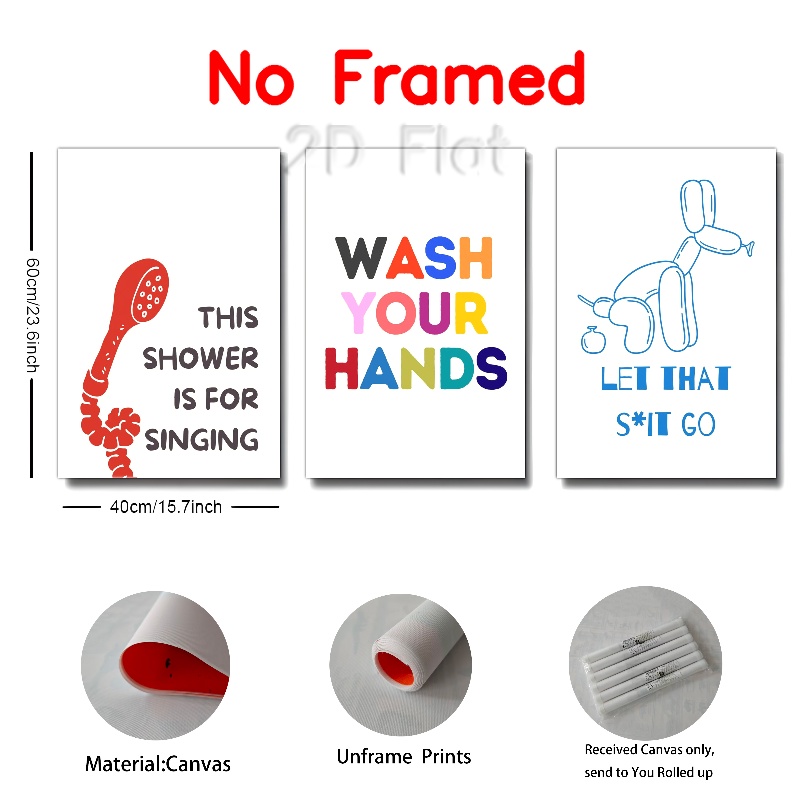 No Framed
2D Flat
60cm/23.6inch
THIS
SHOWER
IS FOR
SINGING
WASH
YOUR
HANDS
LET THAT
S*IT GO
40cm/15.7inch
Material:Canvas
Unframe Prints
Received Canvas only,
send to You Rolled up